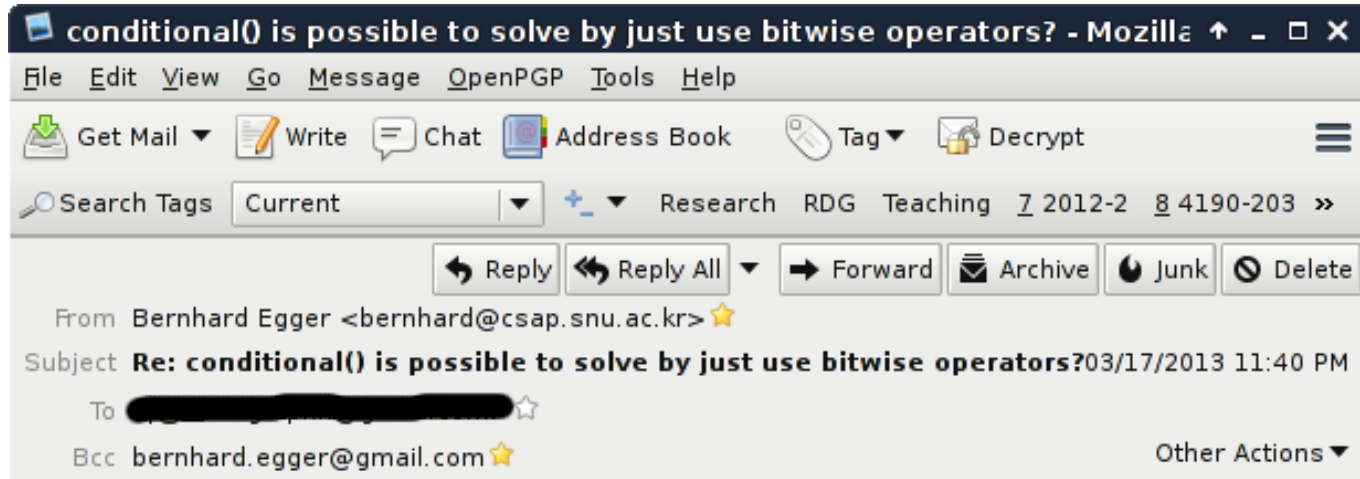 conditional() is possible to solve by just use bitwise operators? - Mozilla
File Edit View Go Message OpenPGP Tools Help
Get Mail Write Chat Address Book Tag Decrypt
Search Tags Current Research RDG Teaching 7 2012-2 8 4190-203 »
Reply Reply All Forward Archive Junk Delete
From Bernhard Egger <bernhard@csap.snu.ac.kr>
Subject Re: conditional() is possible to solve by just use bitwise operators? 03/17/2013 11:40 PM
To
Bcc bernhard.egger@gmail.com Other Actions